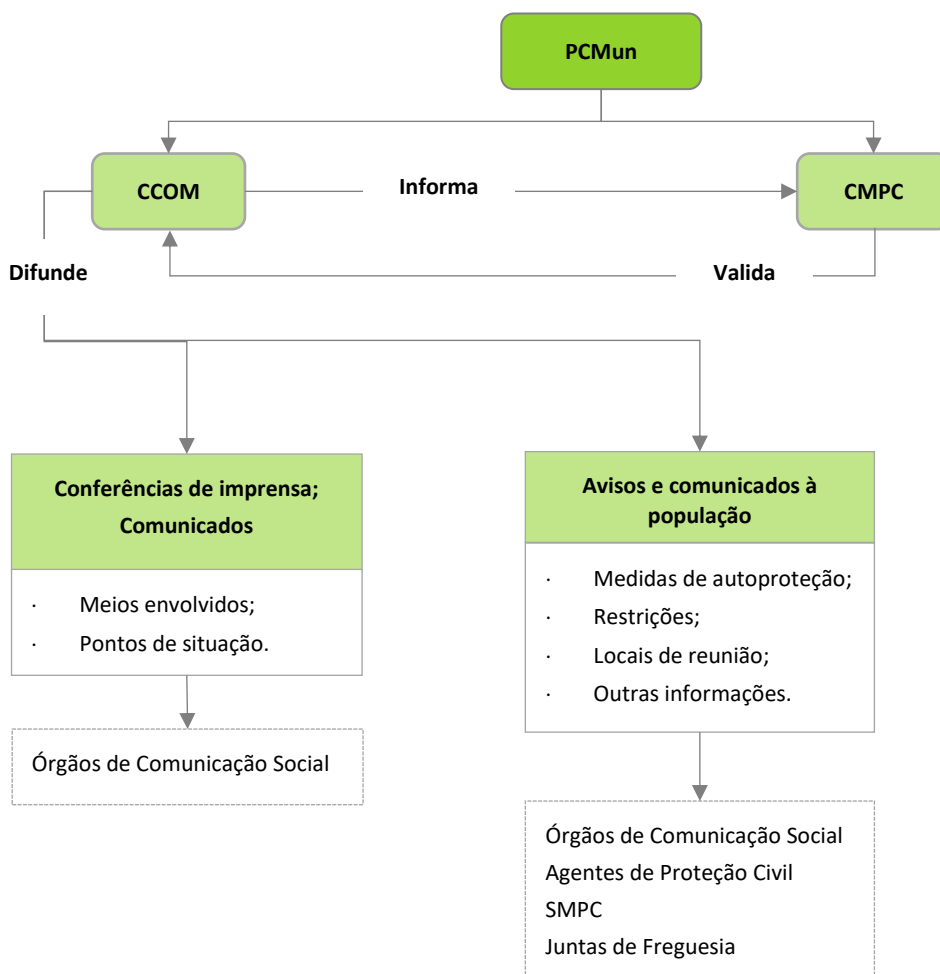 PCMun
CCOM
Informa
CMPC
Difunde
Valida
Conferências de imprensa;
Comunicados
· Meios envolvidos;
· Pontos de situação.
Órgãos de Comunicação Social
Avisos e comunicados à
população
· Medidas de autoproteção;
· Restrições;
· Locais de reunião;
· Outras informações.
Órgãos de Comunicação Social
Agentes de Proteção Civil
SMPC
Juntas de Freguesia